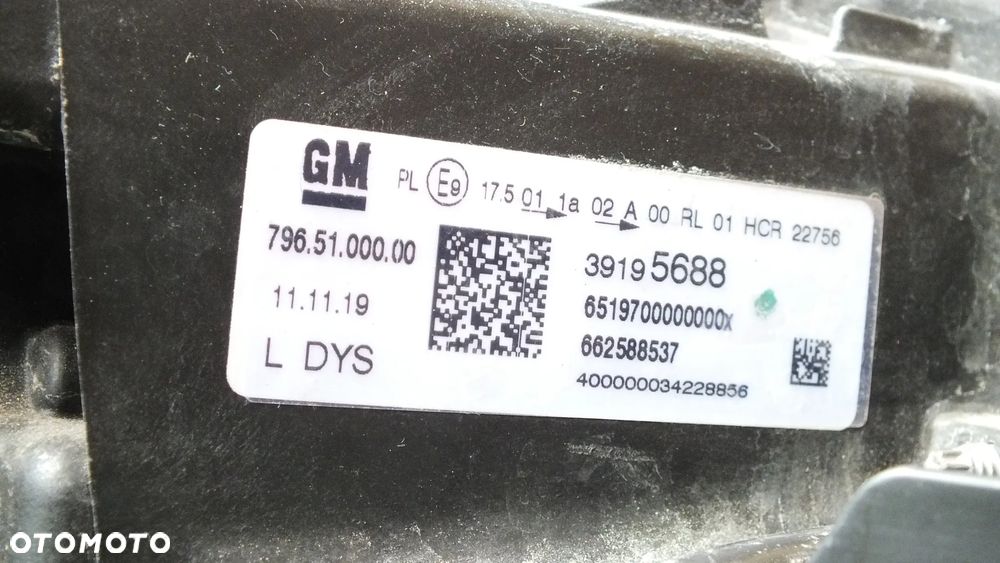 GM
PL E9 17.5 01 1a 02 A 00 RL 01 HCR 22756
796.51.000.00
11.11.19
L DYS
39195688
6519700000000x
662588537
400000034228856
OTOMOTO